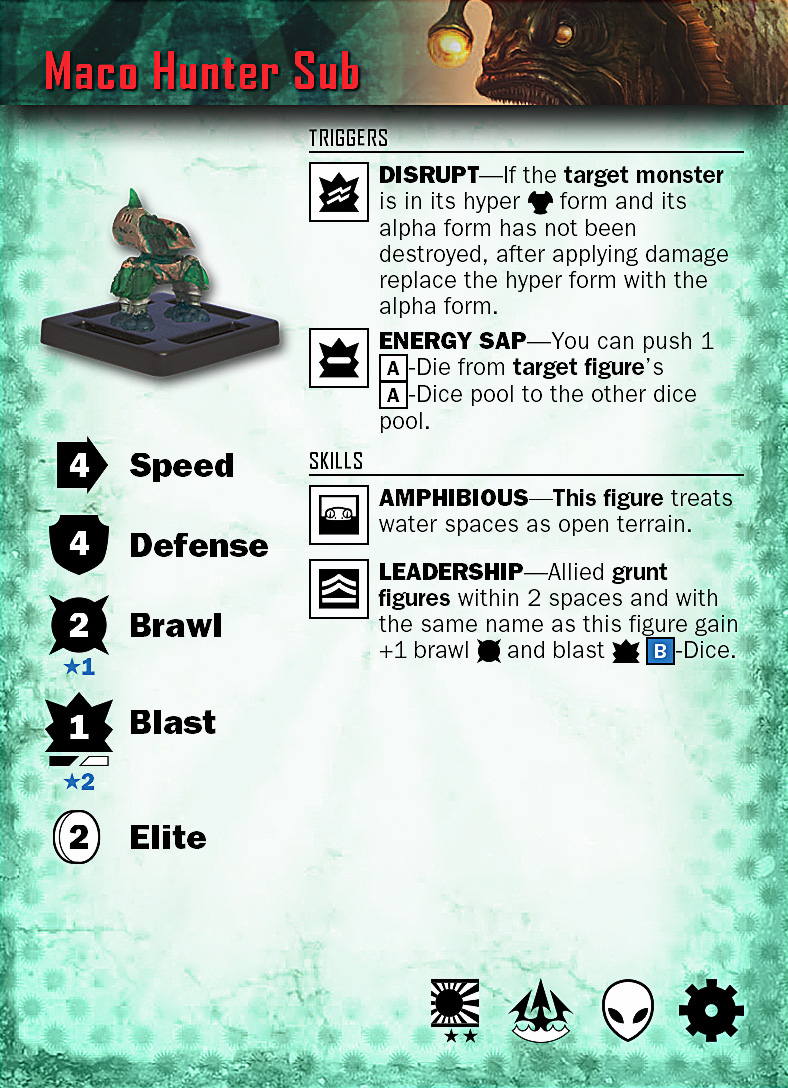 Maco Hunter Sub
TRIGGERS
DISRUPT—If the target monster
is in its hyper form and its
alpha form has not been
destroyed, after applying damage
replace the hyper form with the
alpha form.
ENERGY SAP—You can push 1
A-Die from target figure's
A-Dice pool to the other dice
pool.
SKILLS
AMPHIBIOUS—This figure treats
water spaces as open terrain.
LEADERSHIP—Allied grunt
figures within 2 spaces and with
the same name as this figure gain
+1 brawl and blast B-Dice.
4 Speed
4 Defense
2 Brawl
★1
1 Blast
★2
2 Elite
★★